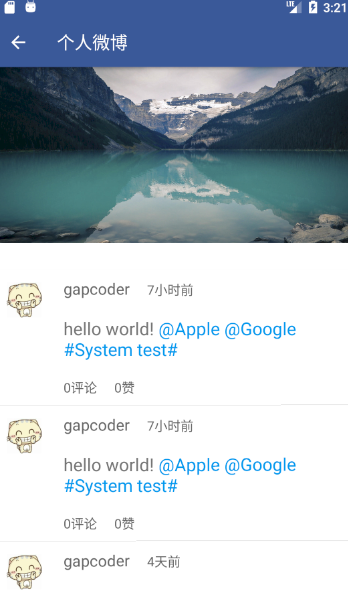 LTE 3:21
个人微博
gapcoder 7小时前
hello world! @Apple @Google
#System test#
0评论 0赞
gapcoder 7小时前
hello world! @Apple @Google
#System test#
0评论 0赞
gapcoder 4天前